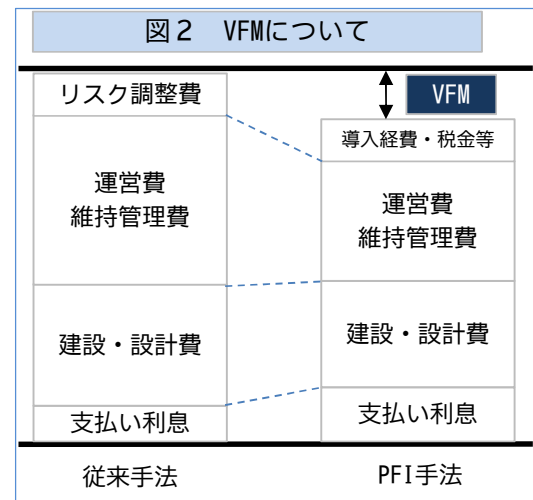 図２　VFMについて
リスク調整費
運営費
維持管理費
建設・設計費
支払い利息
従来手法
VFM
導入経費・税金等
運営費
維持管理費
建設・設計費
支払い利息
PFI手法